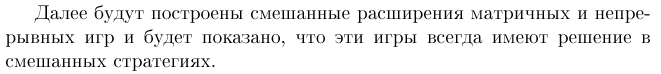 Далее будут построены смешанные расширения матричных и непре-
рывных игр и будет показано, что эти игры всегда имеют решение в
смешанных стратегиях.